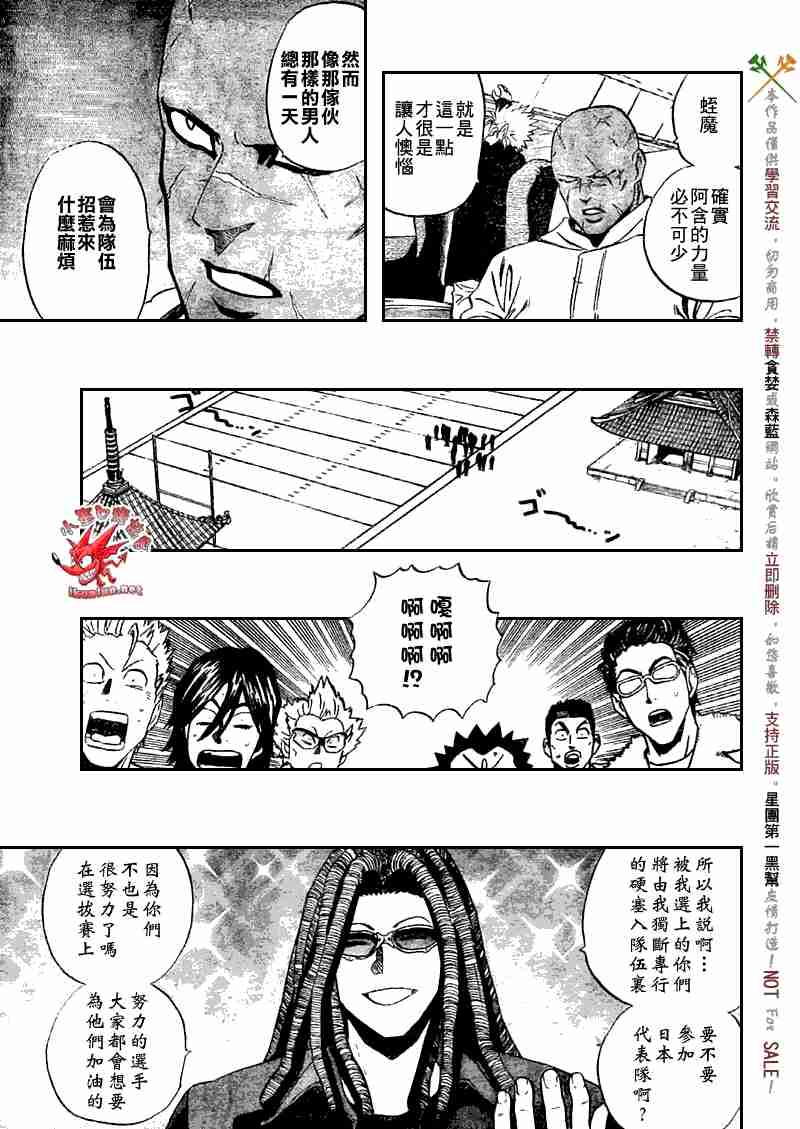 蛭魔
確實
阿含的力量
必不可少
就是
這一點
才很是
讓人懊惱
然而
像那傢伙
那樣的男人
總有一天
會為隊伍
招惹來
什麼麻煩
ゴ～
ゴ～
嘎啊啊
啊啊啊
!?
所以我說啊…
被我選上的你們
將由我獨斷專行
的硬塞入隊伍裏
要不要
參加
日本
代表隊啊？
因為你們
不也是
很努力了嗎
在選拔賽上
努力的選手
大家都會想要
為他們加油的
本作品僅供學習交流，切勿商用，禁轉貪婪或森藍網站。欣賞后請立即刪除，如您喜歡，支持正版。星團第一黑幫友情打造－NOT For SALE－